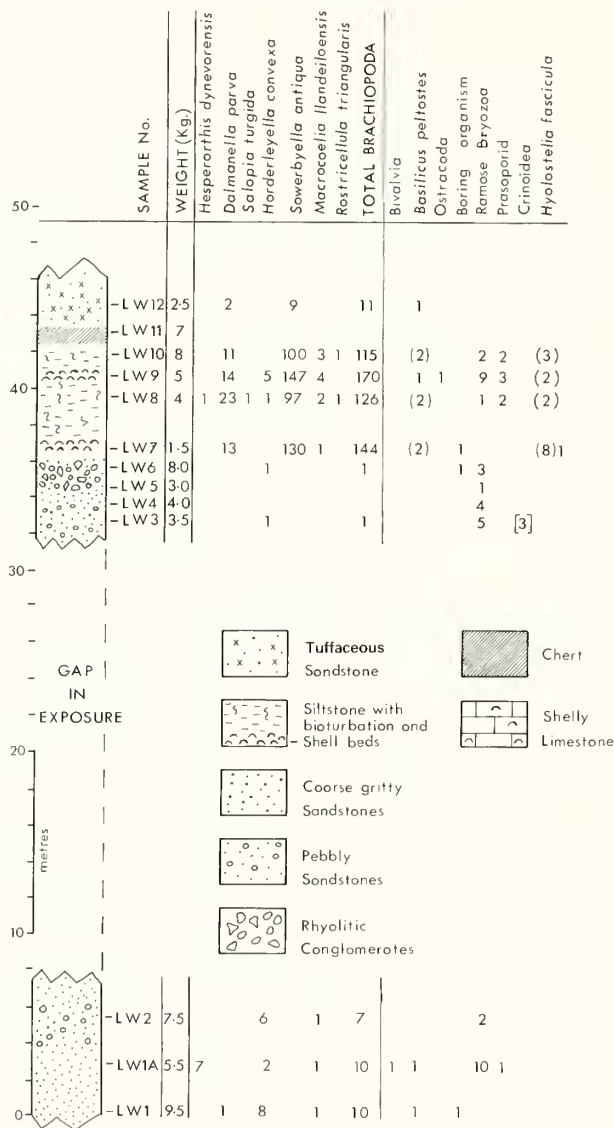 SAMPLE No.
WEIGHT (Kg.)
Hesperorthis dynevorensis
Dalmanella parva
Salopia turgida
Horderleyella convexa
Sowerbyella antiqua
Macrocoelia llandeiloensis
Rostricellula triangularis
TOTAL BRACHIOPODA
Bivalvia
Basilicus peltastes
Ostracoda
Boring organism
Ramose Bryozoa
Prasoporid
Crinoidea
Hyolostelia fascicula
50
LW12 2·5 2 9 11 1
LW11 7
LW10 8 11 100 3 1 115 (2) 2 2 (3)
40 LW9 5 14 5 147 4 170 1 1 9 3 (2)
LW8 4 1 23 1 1 97 2 1 126 (2) 1 2 (2)
LW7 1·5 13 130 1 144 (2) 1 (8)1
LW6 8·0 1 1 1 3
LW5 3·0 1
LW4 4·0 4
LW3 3·5 1 1 5 [3]
30
GAP
IN
EXPOSURE
Tuffaceous
Sandstone
Chert
Siltstone with
bioturbation and
Shell beds
Shelly
Limestone
20
metres
10
Coarse gritty
Sandstones
Pebbly
Sandstones
Rhyolitic
Conglomerates
LW2 7·5 6 1 7 2
LW1A 5·5 7 2 1 10 1 1 10 1
0 LW1 9·5 1 8 1 10 1 1